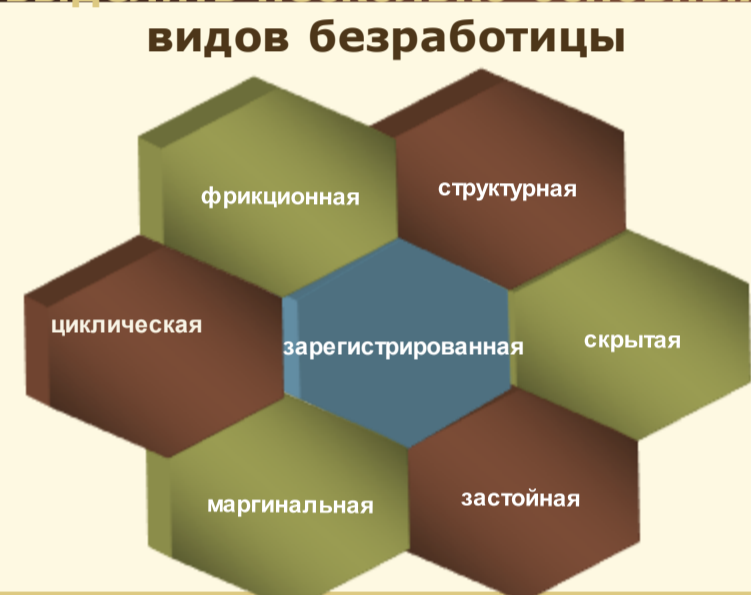 видов безработицы
фрикционная
структурная
циклическая
зарегистрированная
скрытая
маргинальная
застойная